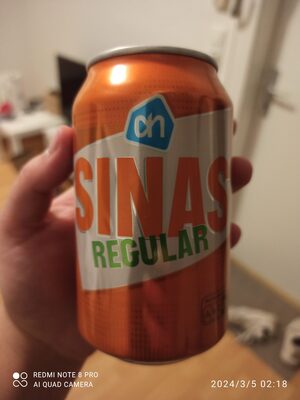 ah
SINAS
REGULAR
REDMI NOTE 8 PRO
AI QUAD CAMERA
2024/3/5 02:18